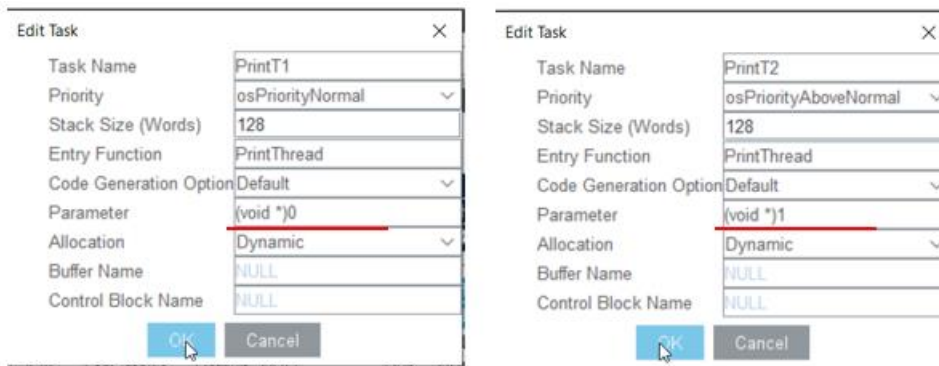 Edit Task
Task Name PrintT1
Priority osPriorityNormal
Stack Size (Words) 128
Entry Function PrintThread
Code Generation Option Default
Parameter (void *)0
Allocation Dynamic
Buffer Name NULL
Control Block Name NULL
OK Cancel
Edit Task
Task Name PrintT2
Priority osPriorityAboveNormal
Stack Size (Words) 128
Entry Function PrintThread
Code Generation Option Default
Parameter (void *)1
Allocation Dynamic
Buffer Name NULL
Control Block Name NULL
OK Cancel